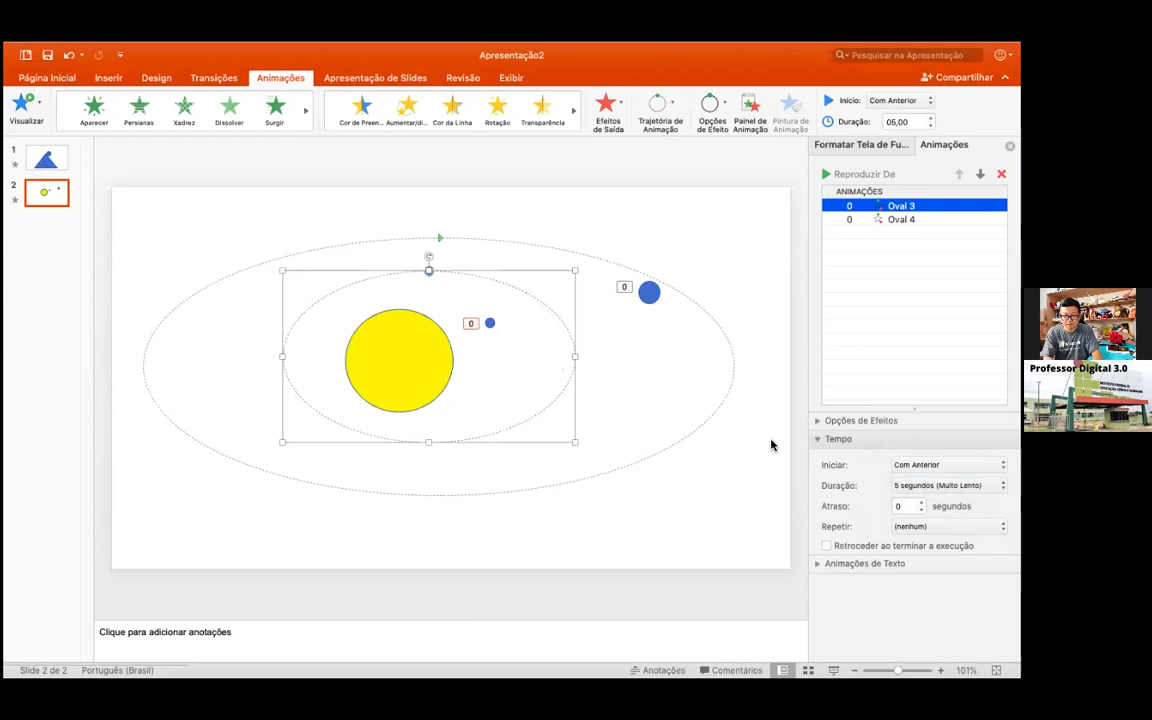 Apresentação2
Pesquisar na Apresentação
Página Inicial
Inserir
Design
Transições
Animações
Apresentação de Slides
Revisão
Exibir
Compartilhar
Visualizar
Aparecer
Persianas
Xadrez
Dissolver
Surgir
Cor de Preen...
Aumentar/di...
Cor da Linha
Rotação
Transparência
Efeitos
de Saída
Trajetória de
Animação
Opções
de Efeito
Painel de
Animação
Pintura de
Animação
Início:
Com Anterior
Duração:
05,00
1
2
Formatar Tela de Fu...
Animações
Reproduzir De
ANIMAÇÕES
0 Oval 3
0 Oval 4
0
0
Opções de Efeitos
Tempo
Iniciar:
Com Anterior
Duração:
5 segundos (Muito Lento)
Atraso:
0
segundos
Repetir:
(nenhum)
Retroceder ao terminar a execução
Animações de Texto
Professor Digital 3.0
Clique para adicionar anotações
Slide 2 de 2
Português (Brasil)
Anotações
Comentários
101%